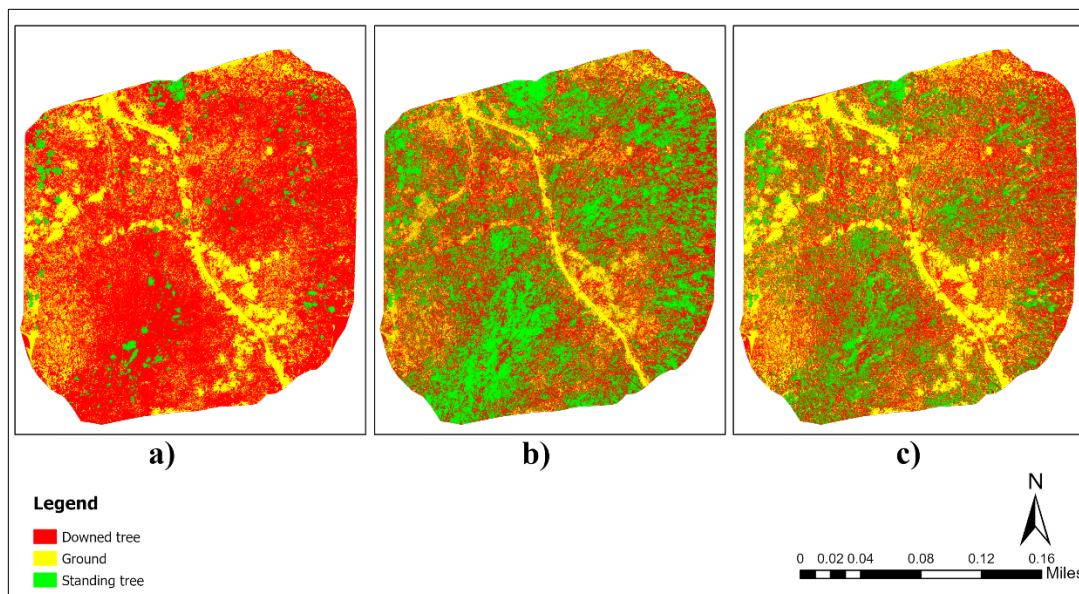 a)
b)
c)
Legend
Downed tree
Ground
Standing tree
N
0 0.02 0.04 0.08 0.12 0.16
Miles